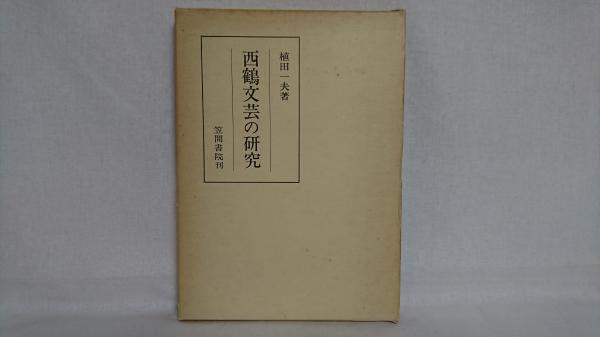 植田一夫著
西鶴文芸の研究
笠間書院刊